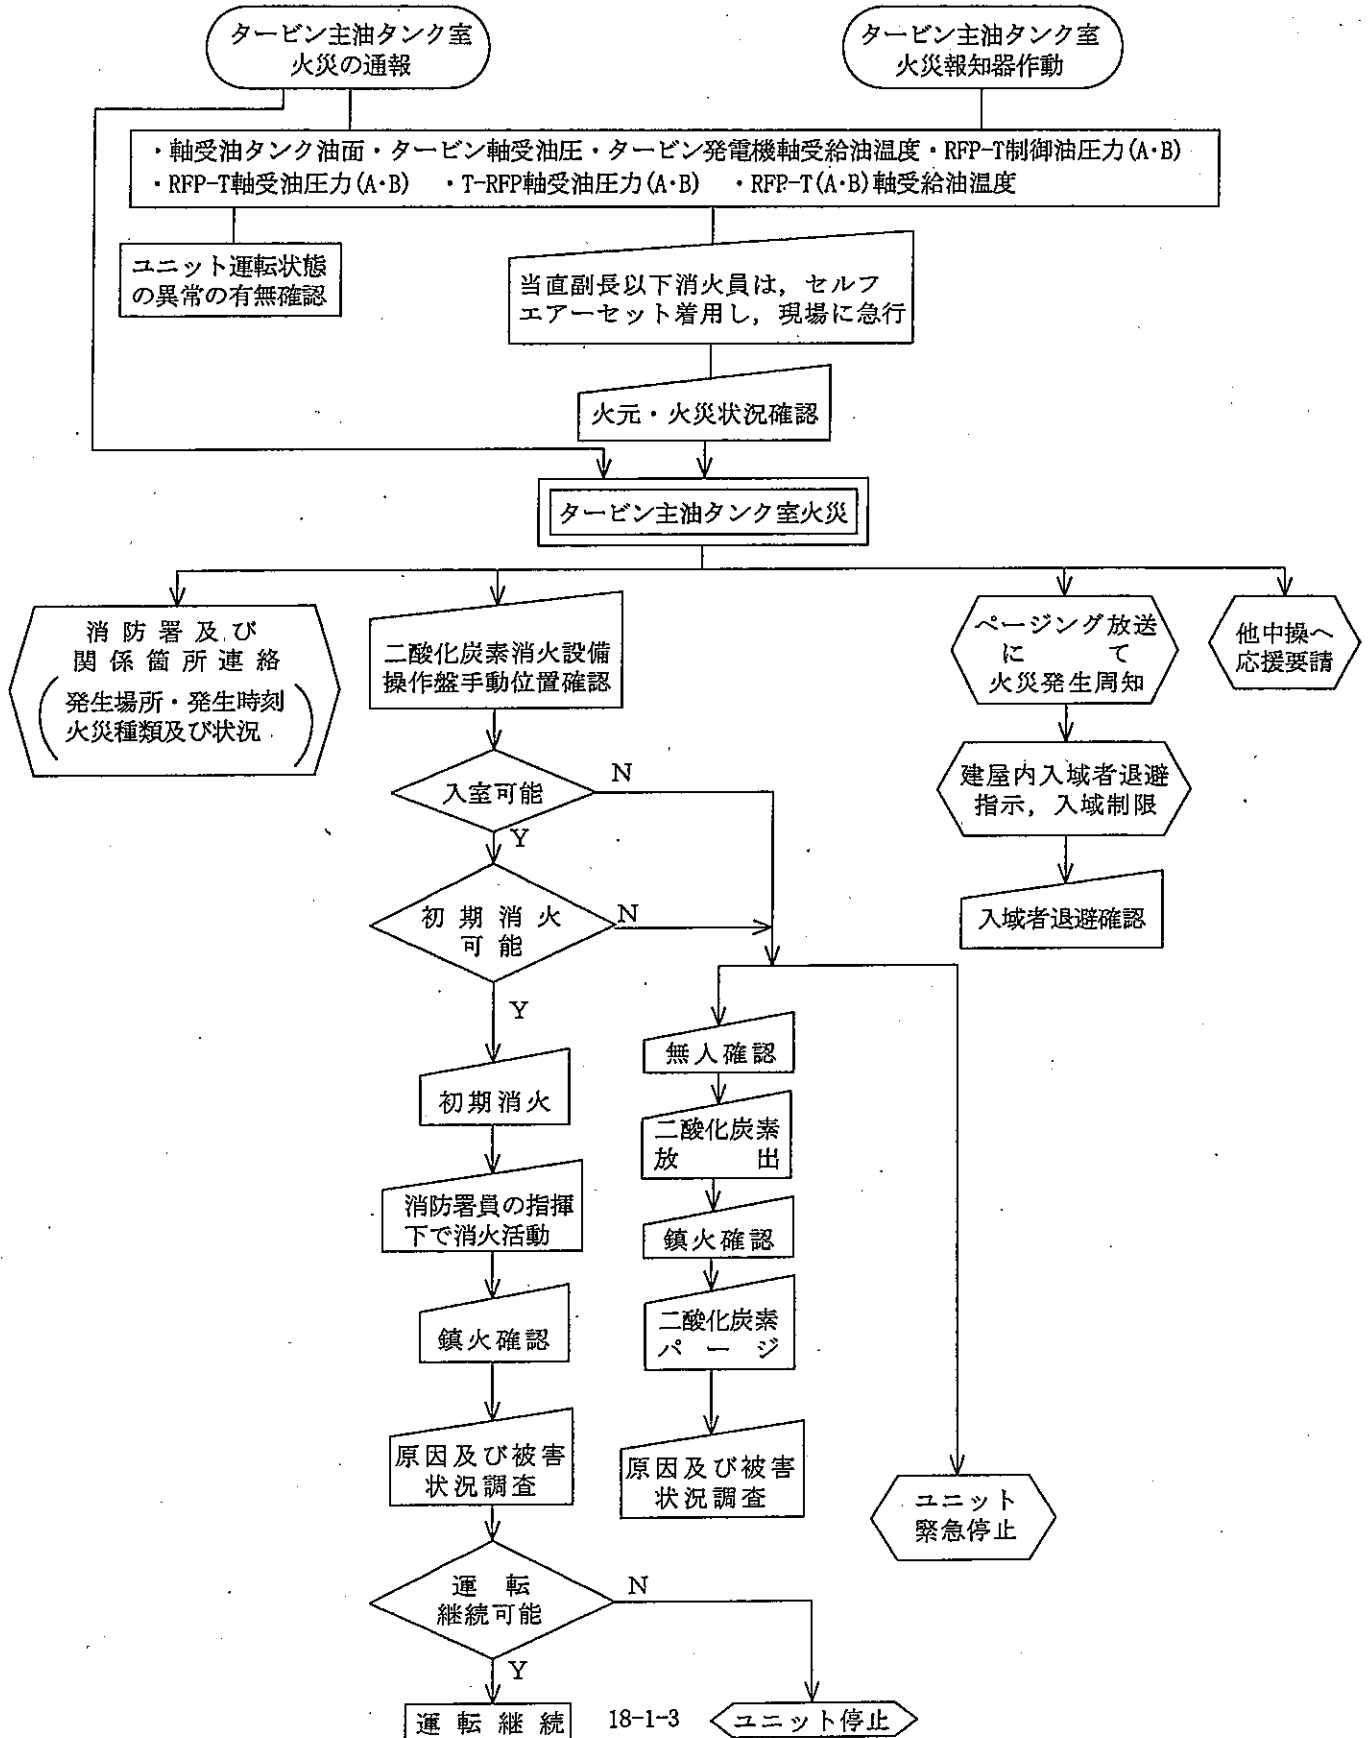 タービン主油タンク室
火災の通報
タービン主油タンク室
火災報知器作動
・軸受油タンク油面・タービン軸受油圧・タービン発電機軸受給油温度・RFP-T制御油圧力(A・B)
・RFP-T軸受油圧力(A・B) ・T-RFP軸受油圧力(A・B) ・RFP-T(A・B)軸受給油温度
ユニット運転状態
の異常の有無確認
当直副長以下消火員は，セルフ
エアーセット着用し，現場に急行
火元・火災状況確認
タービン主油タンク室火災
消防署及び
関係箇所連絡
(発生場所・発生時刻
火災種類及び状況)
二酸化炭素消火設備
操作盤手動位置確認
ページング放送
にて
火災発生周知
他中操へ
応援要請
入室可能
N
Y
建屋内入域者退避
指示，入域制限
初期消火
可能
N
Y
入域者退避確認
初期消火
消防署員の指揮
下で消火活動
鎮火確認
原因及び被害
状況調査
無人確認
二酸化炭素
放出
鎮火確認
二酸化炭素
パージ
原因及び被害
状況調査
ユニット
緊急停止
運転
継続可能
N
Y
運転継続
18-1-3
ユニット停止